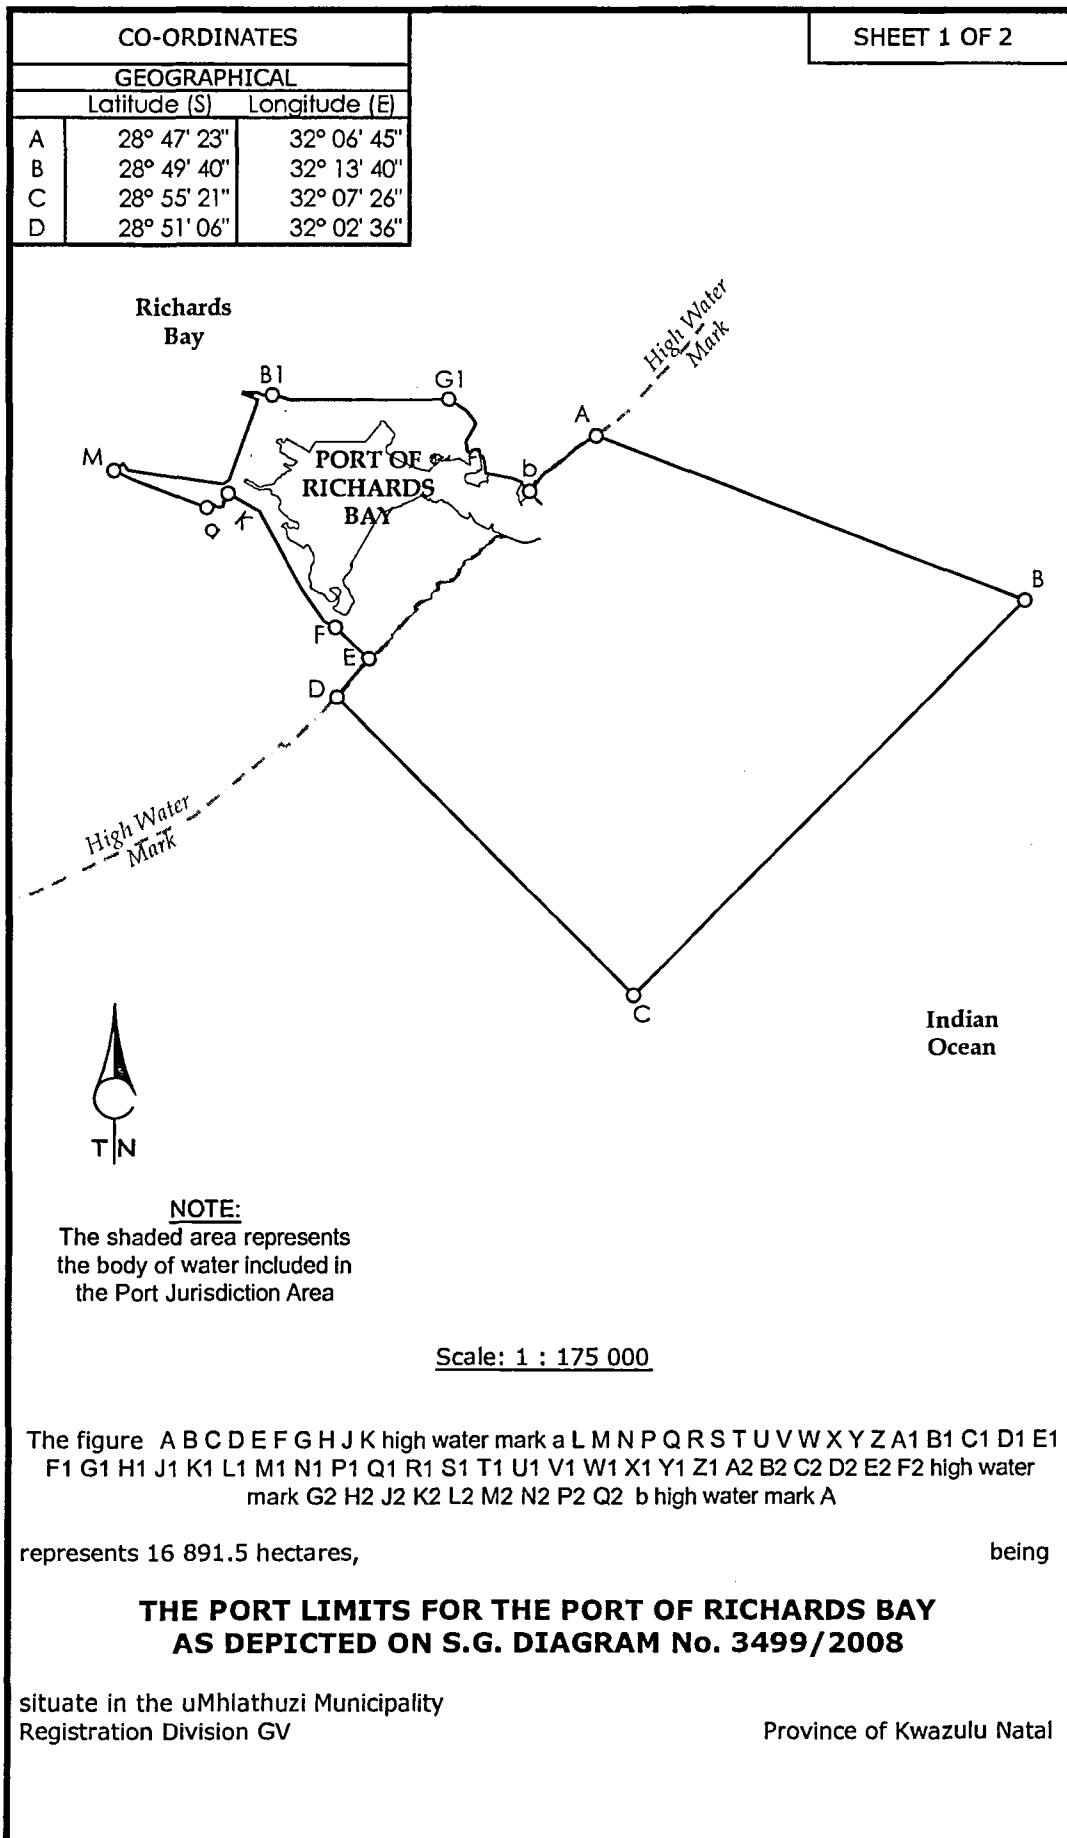 CO-ORDINATES
SHEET 1 OF 2
GEOGRAPHICAL
Latitude (S) Longitude (E)
A 28° 47' 23" 32° 06' 45"
B 28° 49' 40" 32° 13' 40"
C 28° 55' 21" 32° 07' 26"
D 28° 51' 06" 32° 02' 36"
High Water
Mark
Richards
Bay
B1
G1
A
M
b
PORT OF
RICHARDS
BAY
a
K
B
F
E
D
High Water
Mark
C
Indian
Ocean
T N
NOTE:
The shaded area represents
the body of water included in
the Port Jurisdiction Area
Scale: 1 : 175 000
The figure A B C D E F G H J K high water mark a L M N P Q R S T U V W X Y Z A1 B1 C1 D1 E1
F1 G1 H1 J1 K1 L1 M1 N1 P1 Q1 R1 S1 T1 U1 V1 W1 X1 Y1 Z1 A2 B2 C2 D2 E2 F2 high water
mark G2 H2 J2 K2 L2 M2 N2 P2 Q2 b high water mark A
represents 16 891.5 hectares, being
THE PORT LIMITS FOR THE PORT OF RICHARDS BAY
AS DEPICTED ON S.G. DIAGRAM No. 3499/2008
situate in the uMhlathuzi Municipality
Registration Division GV Province of Kwazulu Natal